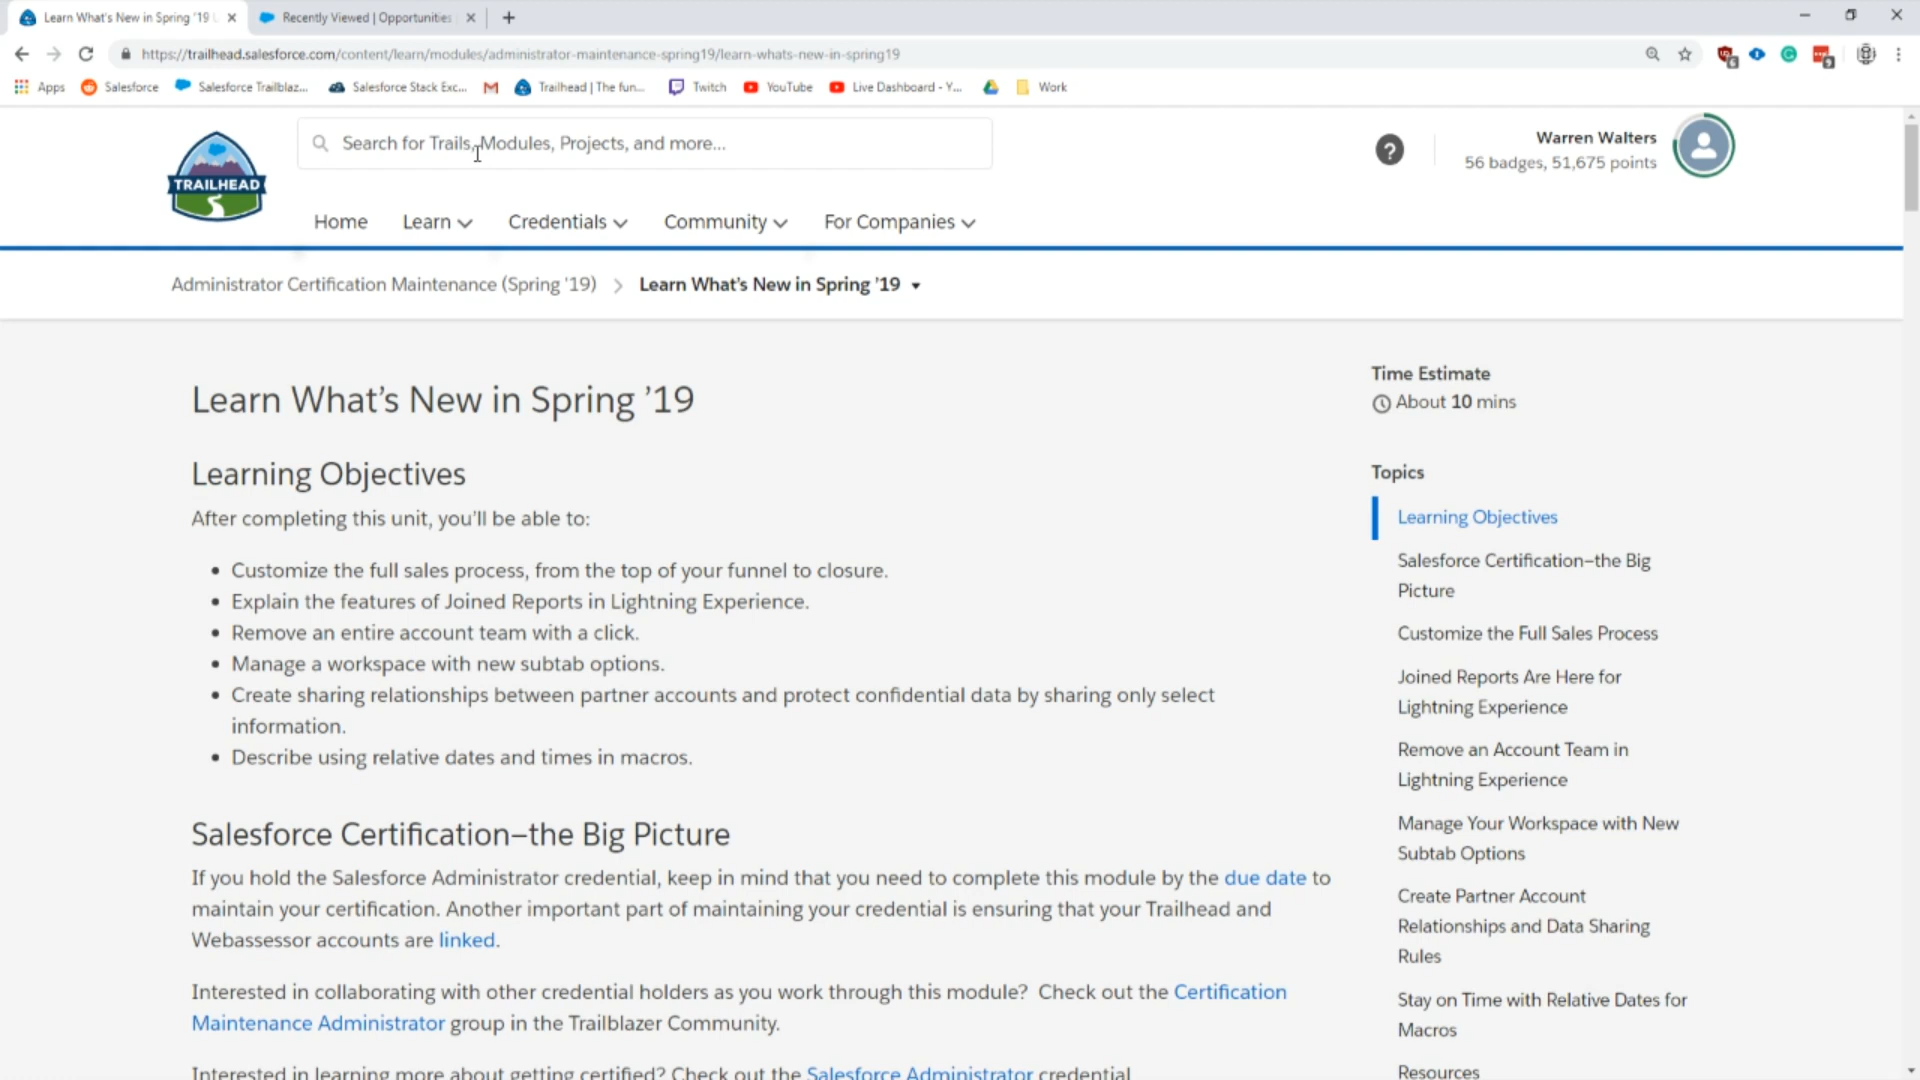 Learn What's New in Spring '19
Recently Viewed | Opportunities
https://trailhead.salesforce.com/content/learn/modules/administrator-maintenance-spring19/learn-whats-new-in-spring19
Apps
Salesforce
Salesforce Trailblaz...
Salesforce Stack Exc...
Trailhead | The fun...
Twitch
YouTube
Live Dashboard - Y...
Work
TRAILHEAD
Search for Trails, Modules, Projects, and more...
?
Warren Walters
56 badges, 51,675 points
Home
Learn
Credentials
Community
For Companies
Administrator Certification Maintenance (Spring '19)
Learn What's New in Spring '19
Learn What's New in Spring '19
Learning Objectives
After completing this unit, you'll be able to:
• Customize the full sales process, from the top of your funnel to closure.
• Explain the features of Joined Reports in Lightning Experience.
• Remove an entire account team with a click.
• Manage a workspace with new subtab options.
• Create sharing relationships between partner accounts and protect confidential data by sharing only select
information.
• Describe using relative dates and times in macros.
Salesforce Certification–the Big Picture
If you hold the Salesforce Administrator credential, keep in mind that you need to complete this module by the due date to
maintain your certification. Another important part of maintaining your credential is ensuring that your Trailhead and
Webassessor accounts are linked.
Interested in collaborating with other credential holders as you work through this module? Check out the Certification
Maintenance Administrator group in the Trailblazer Community.
Interested in learning more about getting certified? Check out the Salesforce Administrator credential
Time Estimate
About 10 mins
Topics
Learning Objectives
Salesforce Certification–the Big
Picture
Customize the Full Sales Process
Joined Reports Are Here for
Lightning Experience
Remove an Account Team in
Lightning Experience
Manage Your Workspace with New
Subtab Options
Create Partner Account
Relationships and Data Sharing
Rules
Stay on Time with Relative Dates for
Macros
Resources